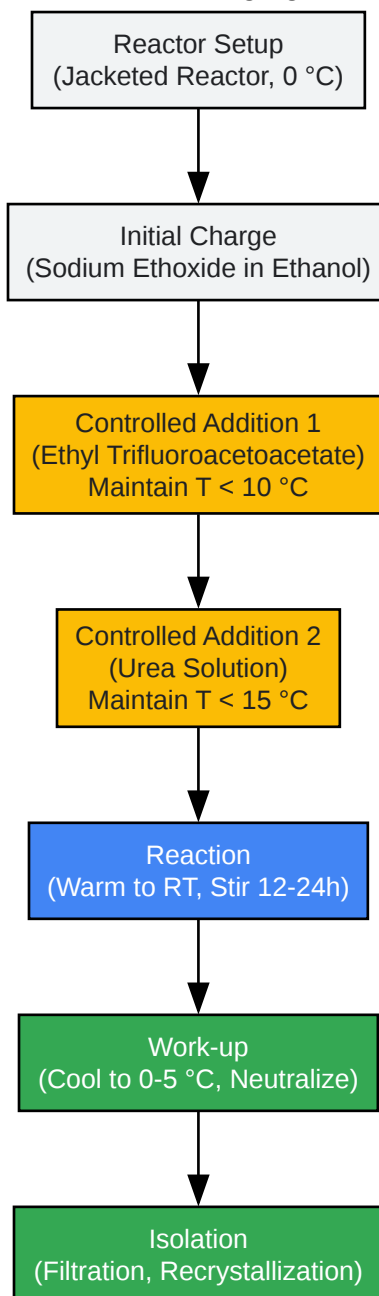 Reactor Setup
(Jacketed Reactor, 0 °C)
Initial Charge
(Sodium Ethoxide in Ethanol)
Controlled Addition 1
(Ethyl Trifluoroacetoacetate)
Maintain T < 10 °C
Controlled Addition 2
(Urea Solution)
Maintain T < 15 °C
Reaction
(Warm to RT, Stir 12-24h)
Work-up
(Cool to 0-5 °C, Neutralize)
Isolation
(Filtration, Recrystallization)